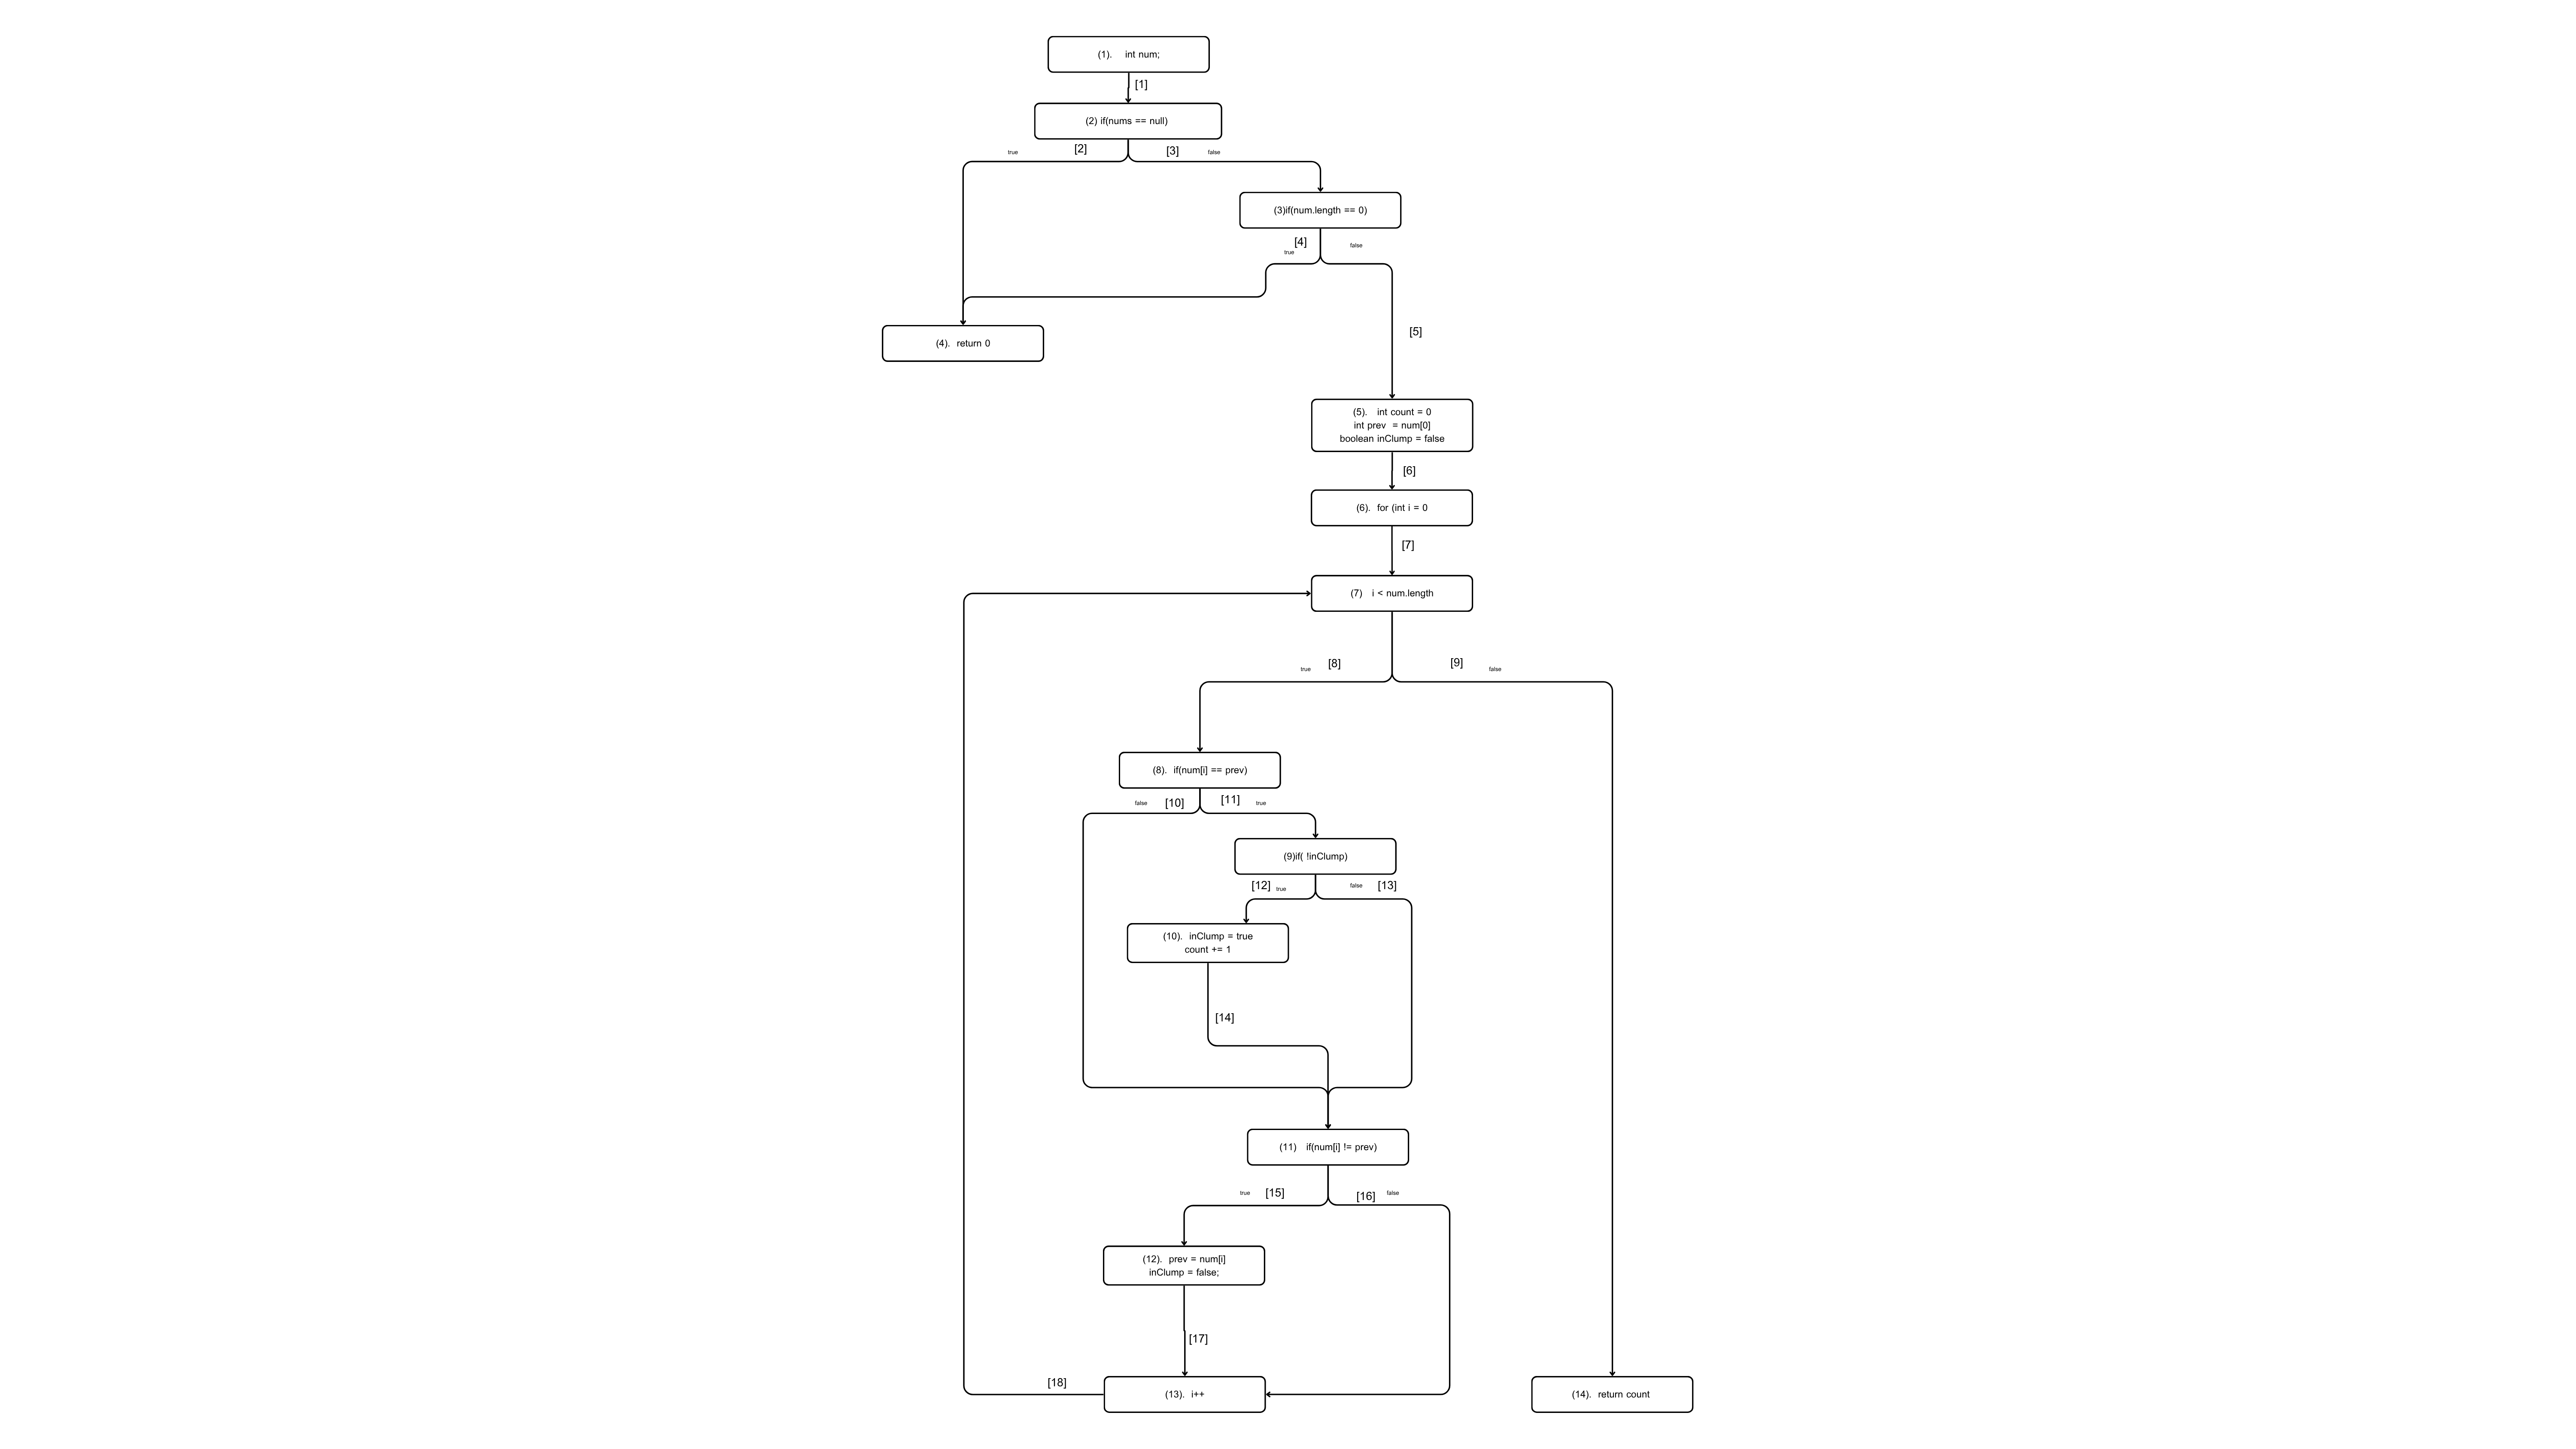 (1). int num;
[1]
(2) if(nums == null)
true [2] [3] false
(3)if(num.length == 0)
[4]
true
false
(4). return 0
[5]
(5). int count = 0
int prev = num[0]
boolean inClump = false
[6]
(6). for (int i = 0
[7]
(7) i < num.length
true [8] [9] false
(8). if(num[i] == prev)
false [10] [11] true
(9)if( !inClump)
[12] true false [13]
(10). inClump = true
count += 1
[14]
(11) if(num[i] != prev)
true [15] [16] false
(12). prev = num[i]
inClump = false;
[17]
[18]
(13). i++
(14). return count